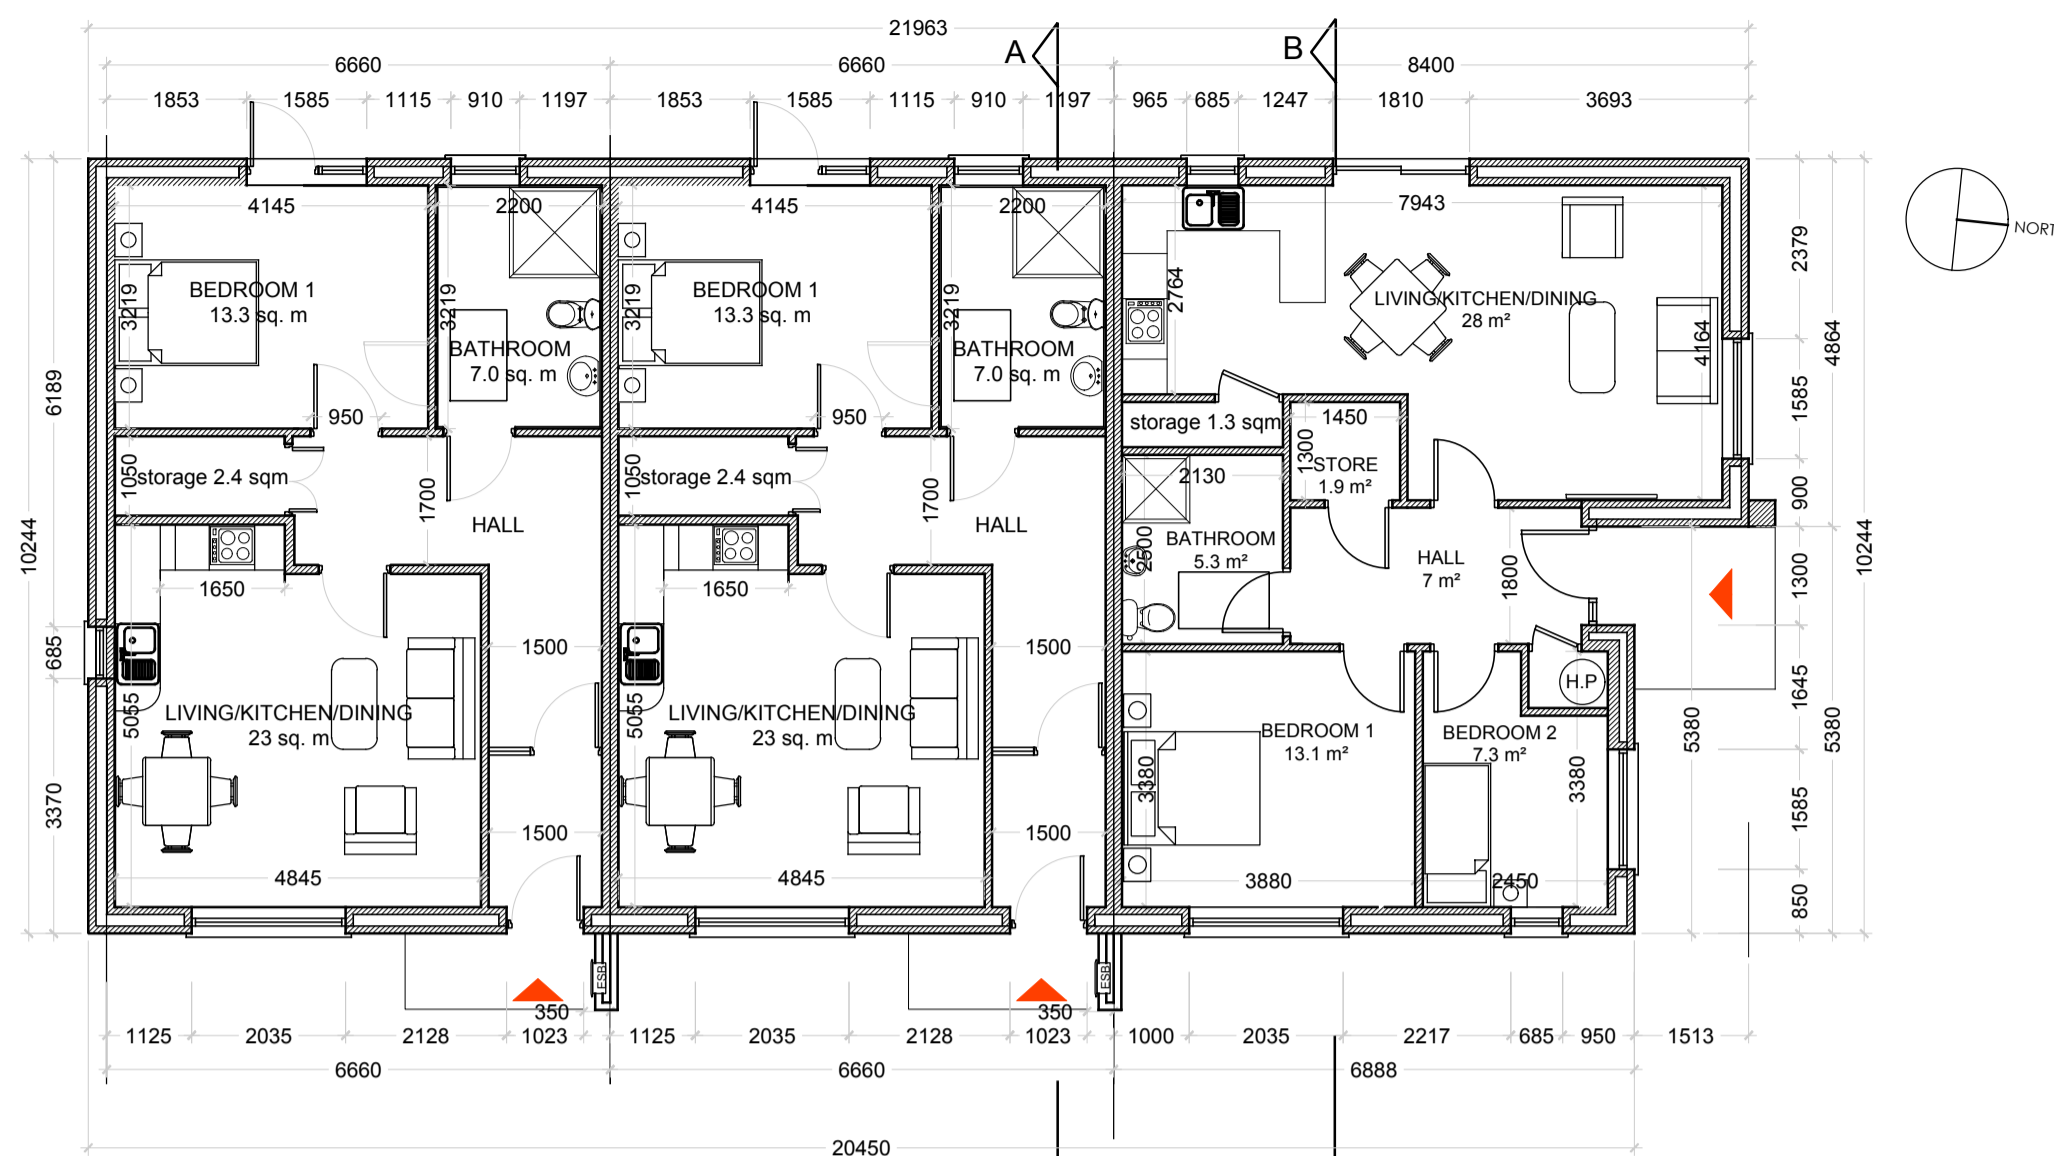 21963
A
B
6660
6660
8400
1853
1585
1115
910
1197
1853
1585
1115
910
1197
965
685
1247
1810
3693
4145
2200
4145
2200
7943
NORT
BEDROOM 1
13.3 sq. m
3219
3219
BATHROOM
7.0 sq. m
BEDROOM 1
13.3 sq. m
3219
3219
BATHROOM
7.0 sq. m
2764
LIVING/KITCHEN/DINING
28 m²
4164
2379
4864
1585
900
6189
10244
950
950
storage 1.3 sqm
1450
1300
STORE
1.9 m²
1050
storage 2.4 sqm
1700
HALL
1050
storage 2.4 sqm
1700
HALL
2130
2500
BATHROOM
5.3 m²
HALL
7 m²
1800
1300
10244
1650
1650
685
1500
1500
1645
H.P
5055
LIVING/KITCHEN/DINING
23 sq. m
5055
LIVING/KITCHEN/DINING
23 sq. m
BEDROOM 1
13.1 m²
BEDROOM 2
7.3 m²
5380
5380
3380
3380
3370
1585
1500
1500
4845
4845
3880
2450
850
ESB
ESB
350
350
1125
2035
2128
1023
1125
2035
2128
1023
1000
2035
2217
685
950
1513
6660
6660
6888
20450